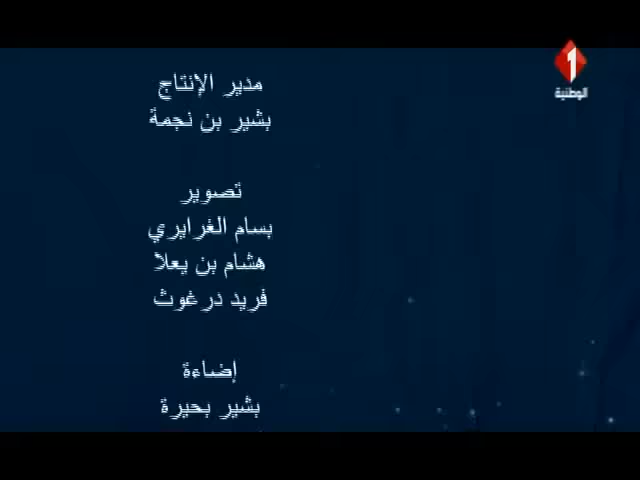 مدير الإنتاج
بشير بن نجمة
تصوير
بسام الغرايري
هشام بن يعلا
فريد درغوث
إضاءة
بشير بحيرة
1
الوطنية